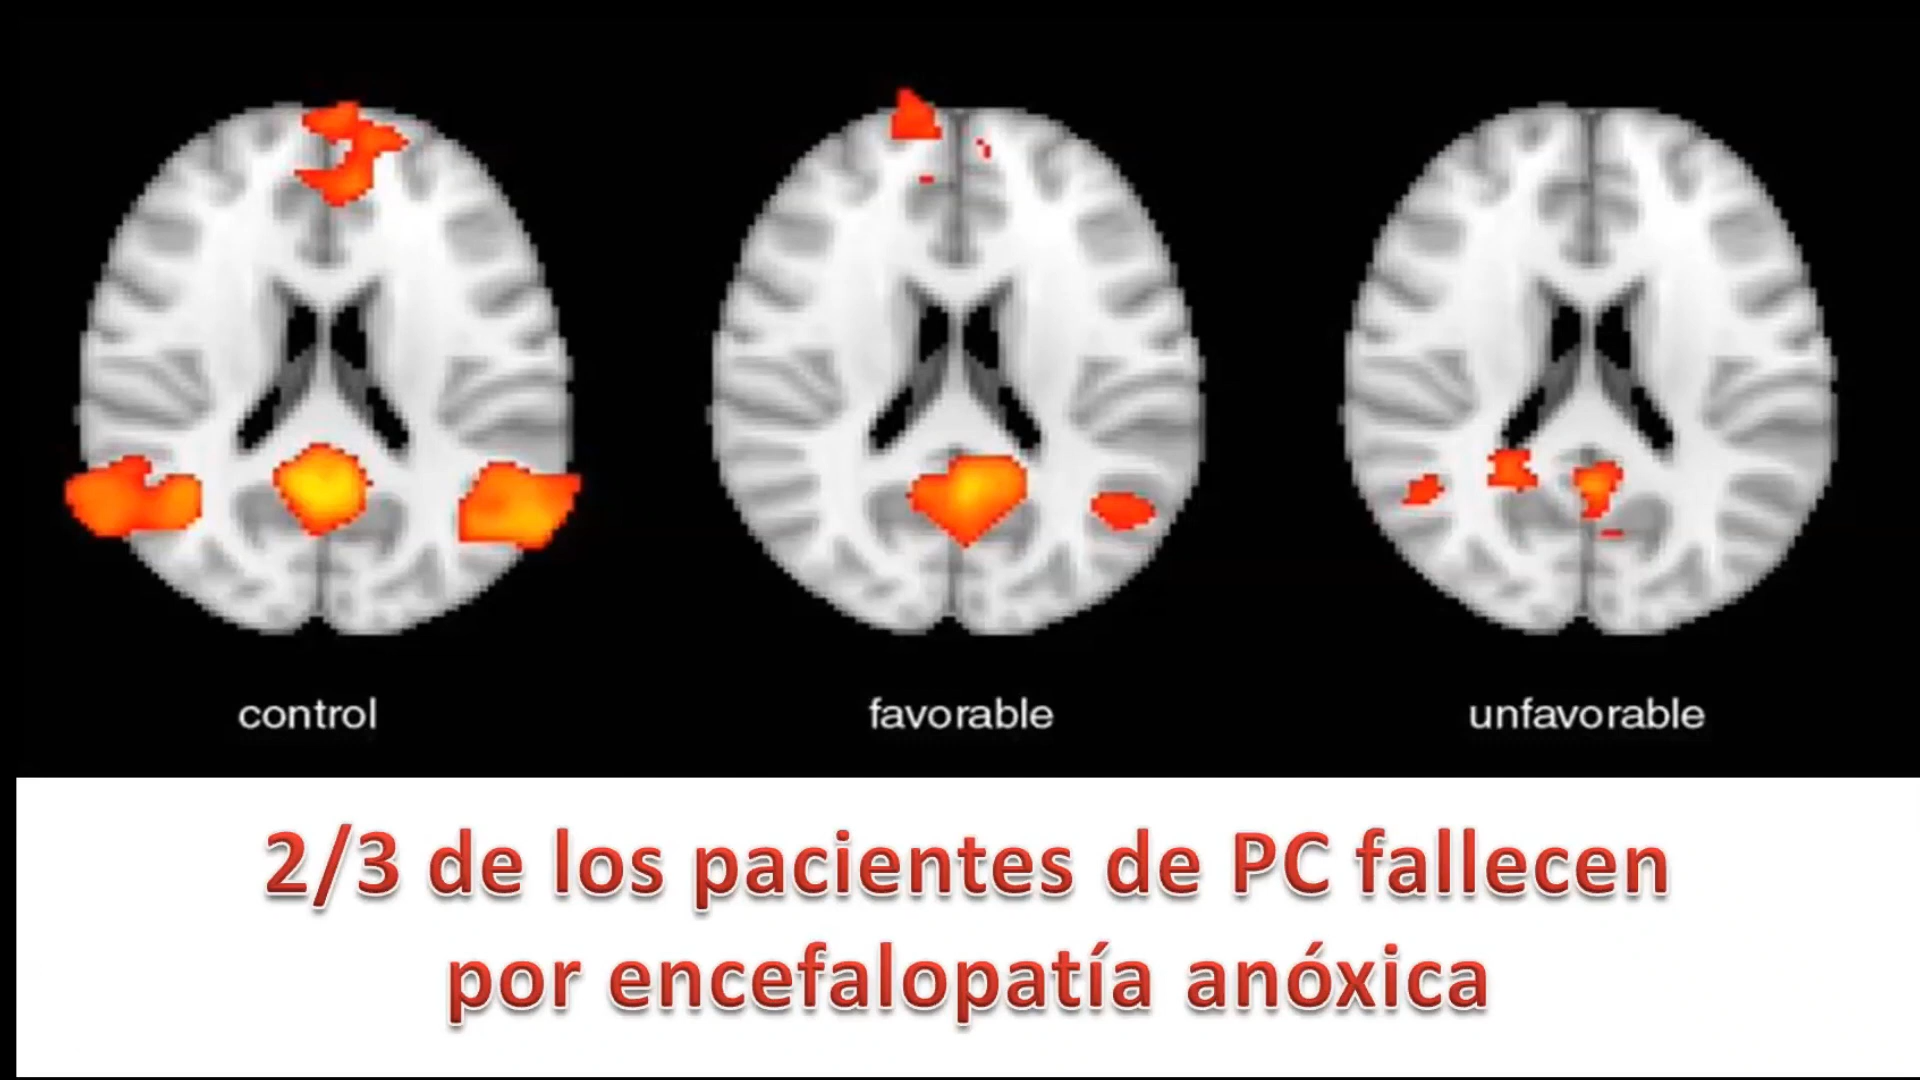 control
favorable
unfavorable
2/3 de los pacientes de PC fallecen
por encefalopatía anóxica